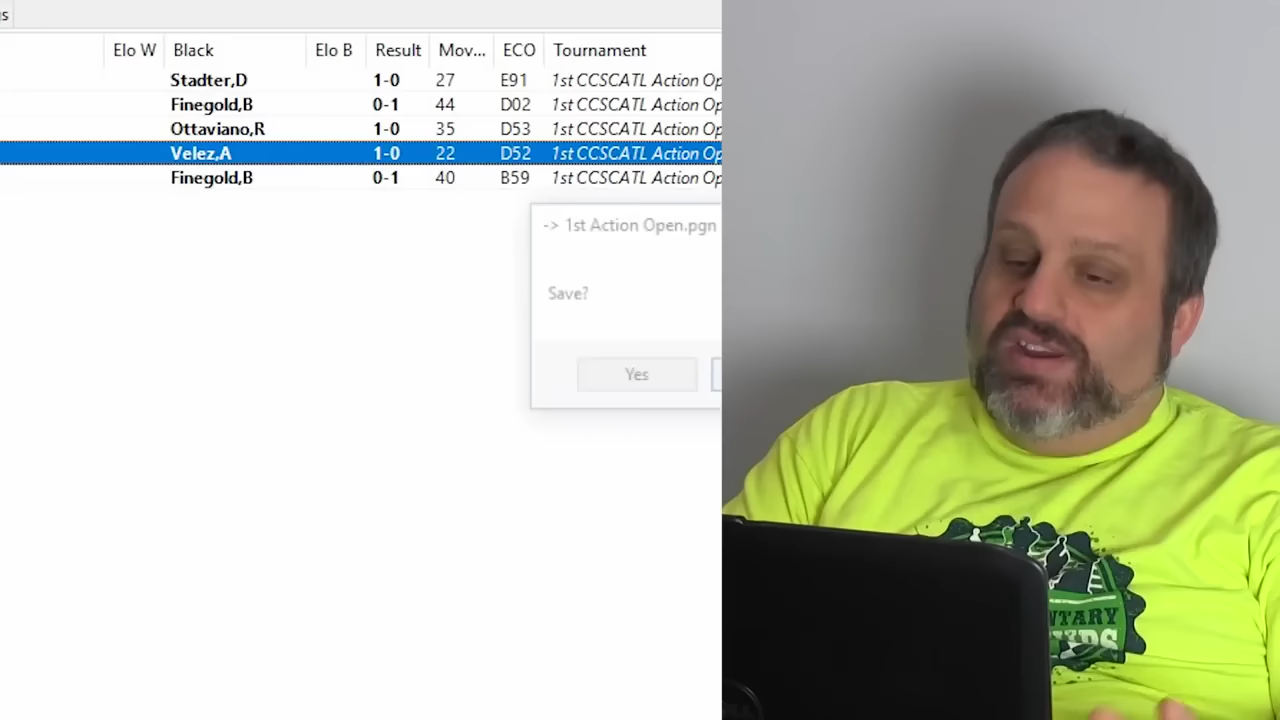 s
Elo W Black Elo B Result Mov... ECO Tournament
Stadter,D 1-0 27 E91 1st CCSCATL Action Op
Finegold,B 0-1 44 D02 1st CCSCATL Action Op
Ottaviano,R 1-0 35 D53 1st CCSCATL Action Op
Velez,A 1-0 22 D52 1st CCSCATL Action Op
Finegold,B 0-1 40 B59 1st CCSCATL Action Op
-> 1st Action Open.pgn
Save?
Yes
NTARY